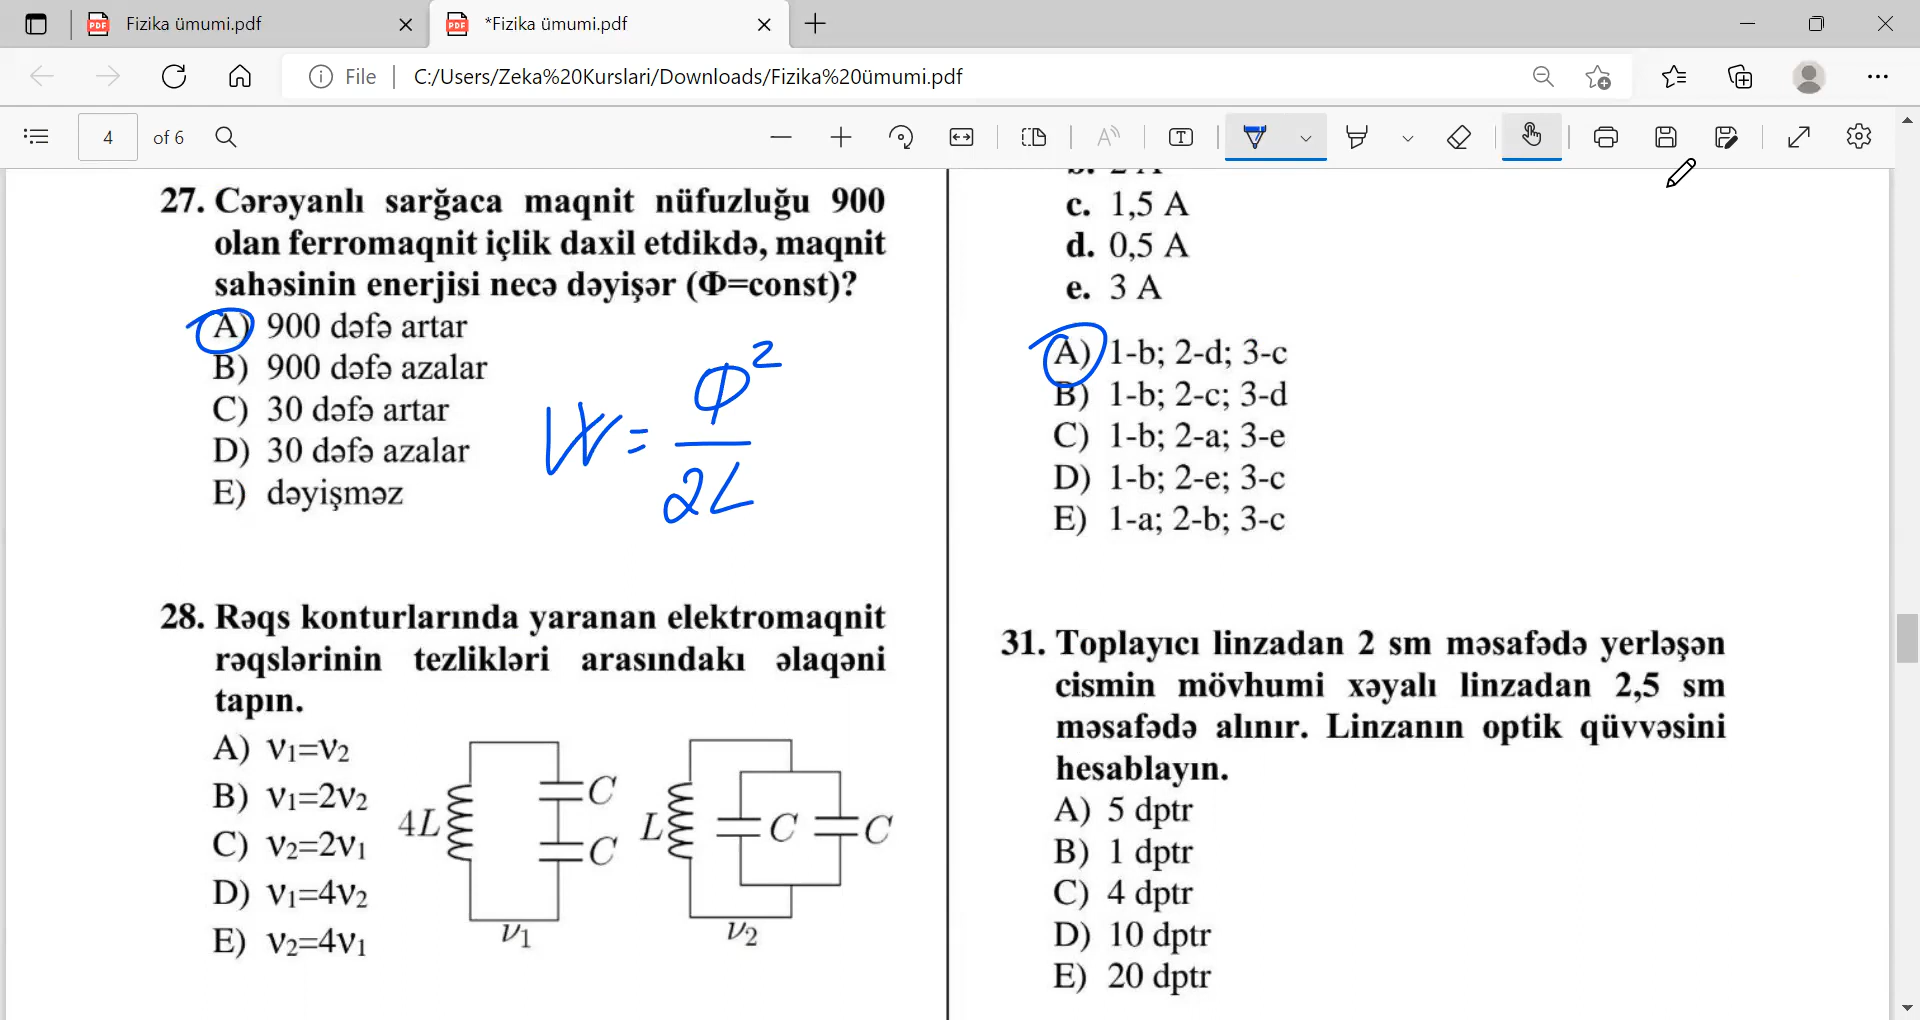 Fizika ümumi.pdf
*Fizika ümumi.pdf
File
C:/Users/Zeka%20Kurslari/Downloads/Fizika%20ümumi.pdf
4 of 6
27. Cərəyanlı sarğaca maqnit nüfuzluğu 900
olan ferromaqnit içlik daxil etdikdə, maqnit
sahəsinin enerjisi necə dəyişər (Φ=const)?
A) 900 dəfə artar
B) 900 dəfə azalar
C) 30 dəfə artar
D) 30 dəfə azalar
E) dəyişməz
W = Φ²
2L
28. Rəqs konturlarında yaranan elektromaqnit
rəqslərinin tezlikləri arasındakı əlaqəni
tapın.
A) ν1=ν2
B) ν1=2ν2
C) ν2=2ν1
D) ν1=4ν2
E) ν2=4ν1
4L
C
C
ν1
L
C
C
ν2
c. 1,5 A
d. 0,5 A
e. 3 A
A) 1-b; 2-d; 3-c
B) 1-b; 2-c; 3-d
C) 1-b; 2-a; 3-e
D) 1-b; 2-e; 3-c
E) 1-a; 2-b; 3-c
31. Toplayıcı linzadan 2 sm məsafədə yerləşən
cismin mövhumi xəyalı linzadan 2,5 sm
məsafədə alınır. Linzanın optik qüvvəsini
hesablayın.
A) 5 dptr
B) 1 dptr
C) 4 dptr
D) 10 dptr
E) 20 dptr